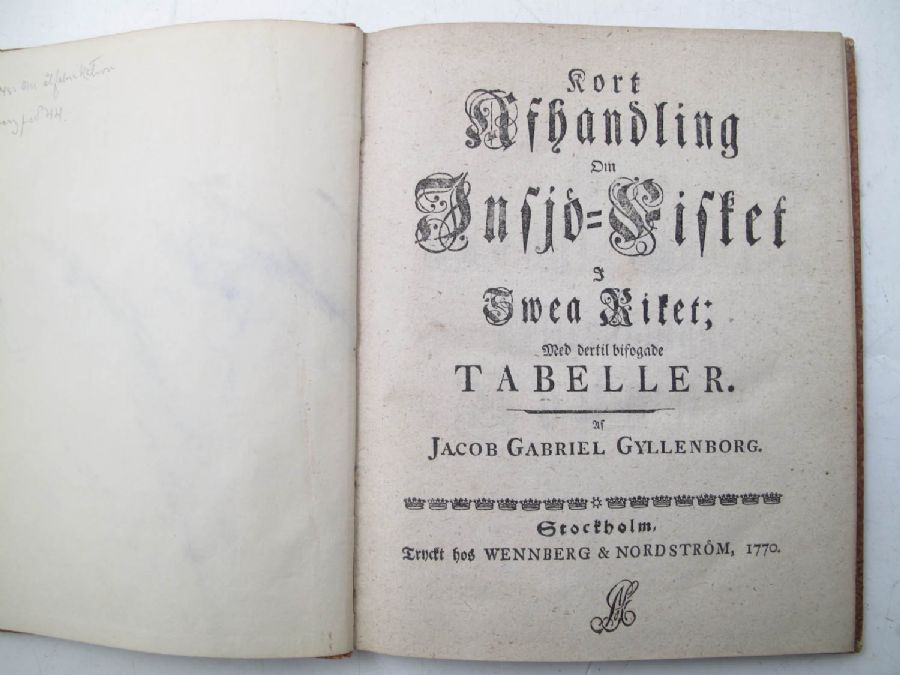 Kort
Afhandling
Om
Insjö-Fisket
I
Swea Riket;
Med dertil bifogade
TABELLER.
Af
JACOB GABRIEL GYLLENBORG.
Stockholm,
Tryckt hos WENNBERG & NORDSTRÖM, 1770.